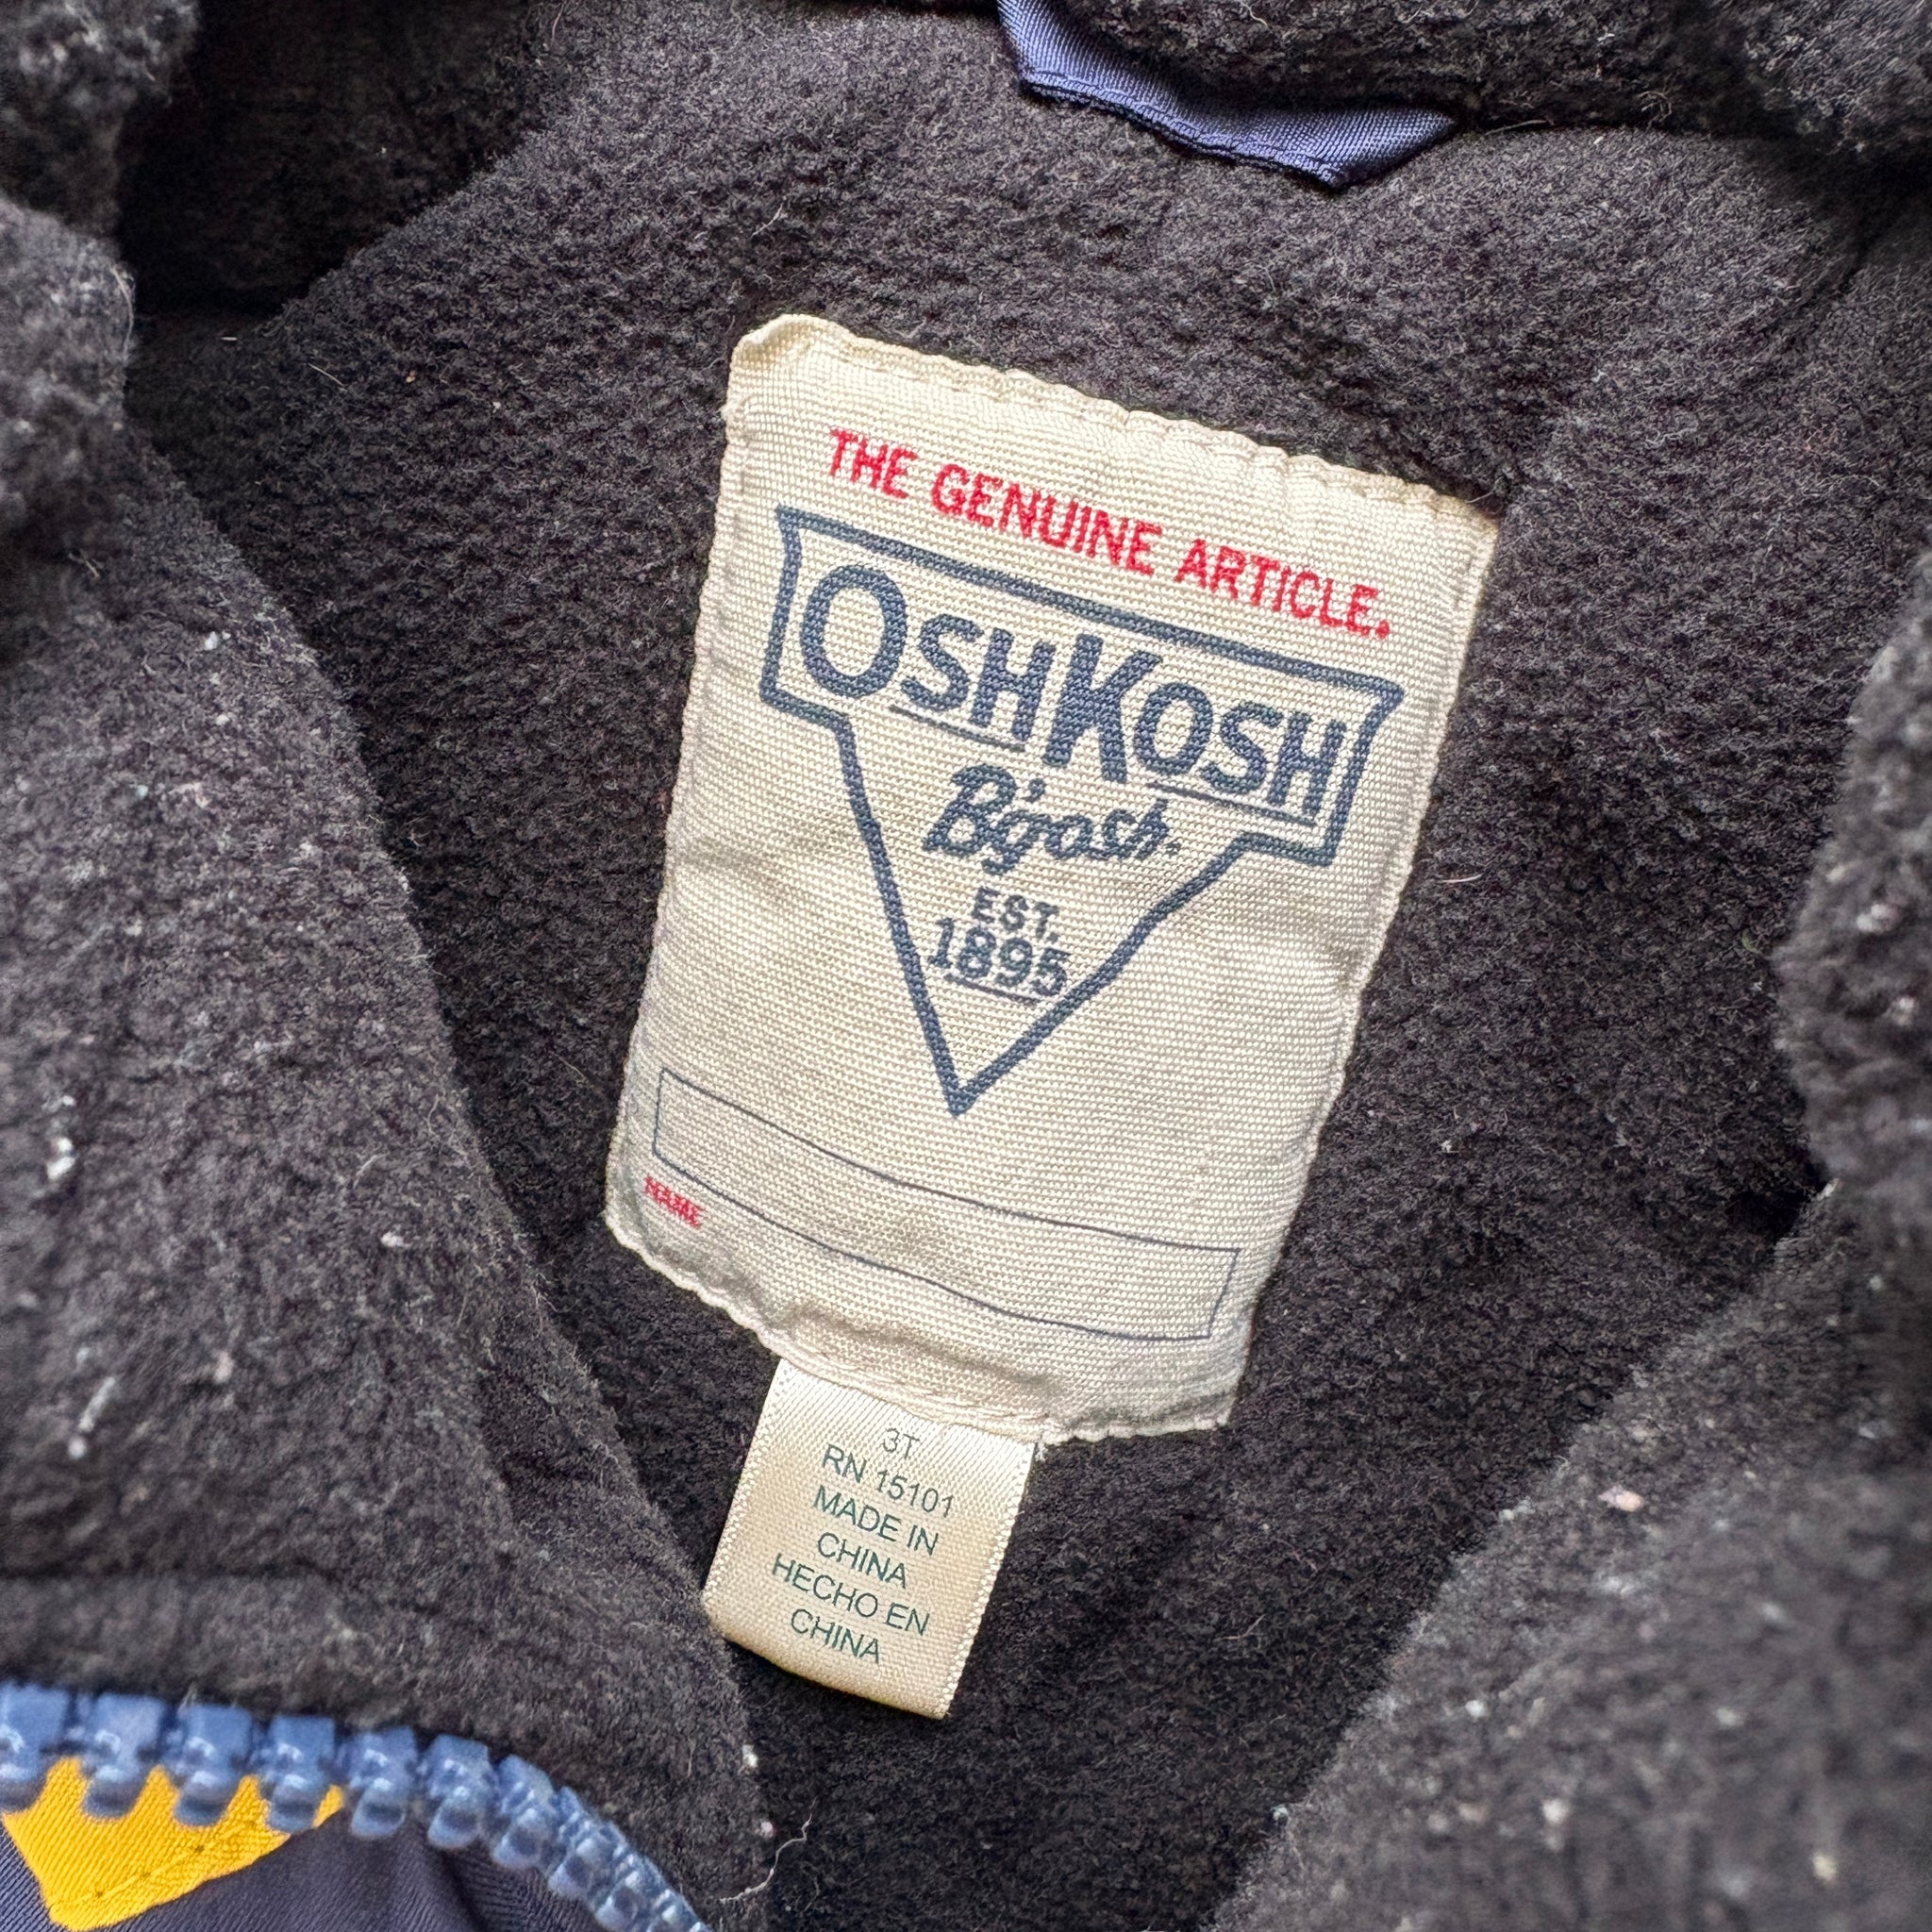 THE GENUINE ARTICLE.
OSHKOSH
B'gosh.
EST.
1895
NAME
3T
RN 15101
MADE IN
CHINA
HECHO EN
CHINA